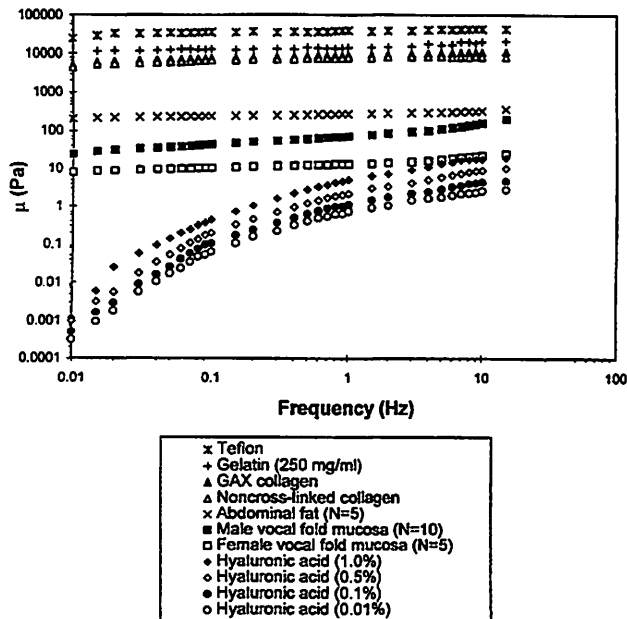 100000
10000
1000
100
10
1
0.1
0.01
0.001
0.0001
μ (Pa)
0.01 0.1 1 10 100
Frequency (Hz)
Teflon
Gelatin (250 mg/ml)
GAX collagen
Noncross-linked collagen
Abdominal fat (N=5)
Male vocal fold mucosa (N=10)
Female vocal fold mucosa (N=5)
Hyaluronic acid (1.0%)
Hyaluronic acid (0.5%)
Hyaluronic acid (0.1%)
Hyaluronic acid (0.01%)